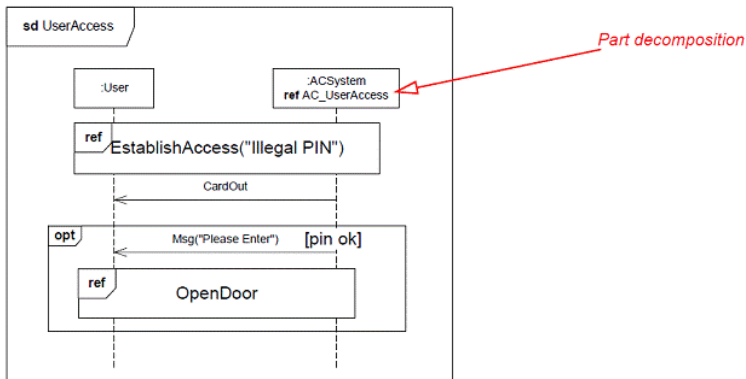 sd UserAccess
Part decomposition
:User
:ACSystem
ref AC_UserAccess
ref
EstablishAccess("Illegal PIN")
CardOut
opt
Msg("Please Enter")
[pin ok]
ref
OpenDoor